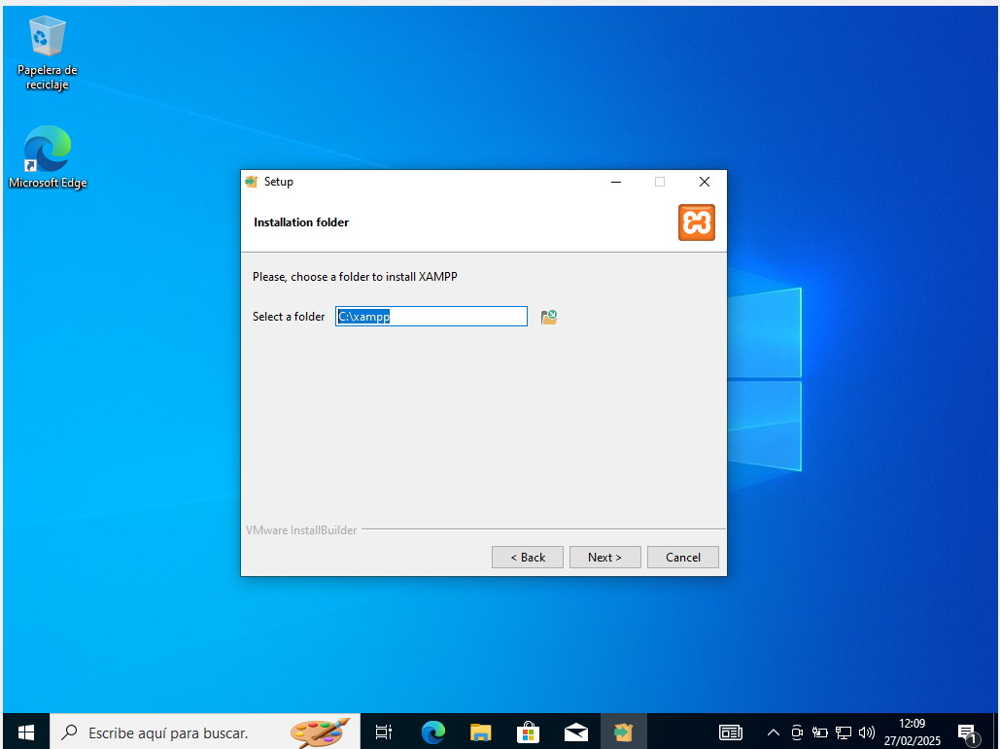 Papelera de
reciclaje
Microsoft Edge
Setup
Installation folder
Please, choose a folder to install XAMPP
Select a folder C:\xampp
VMware InstallBuilder
< Back Next > Cancel
Escribe aquí para buscar.
12:09
27/02/2025
1